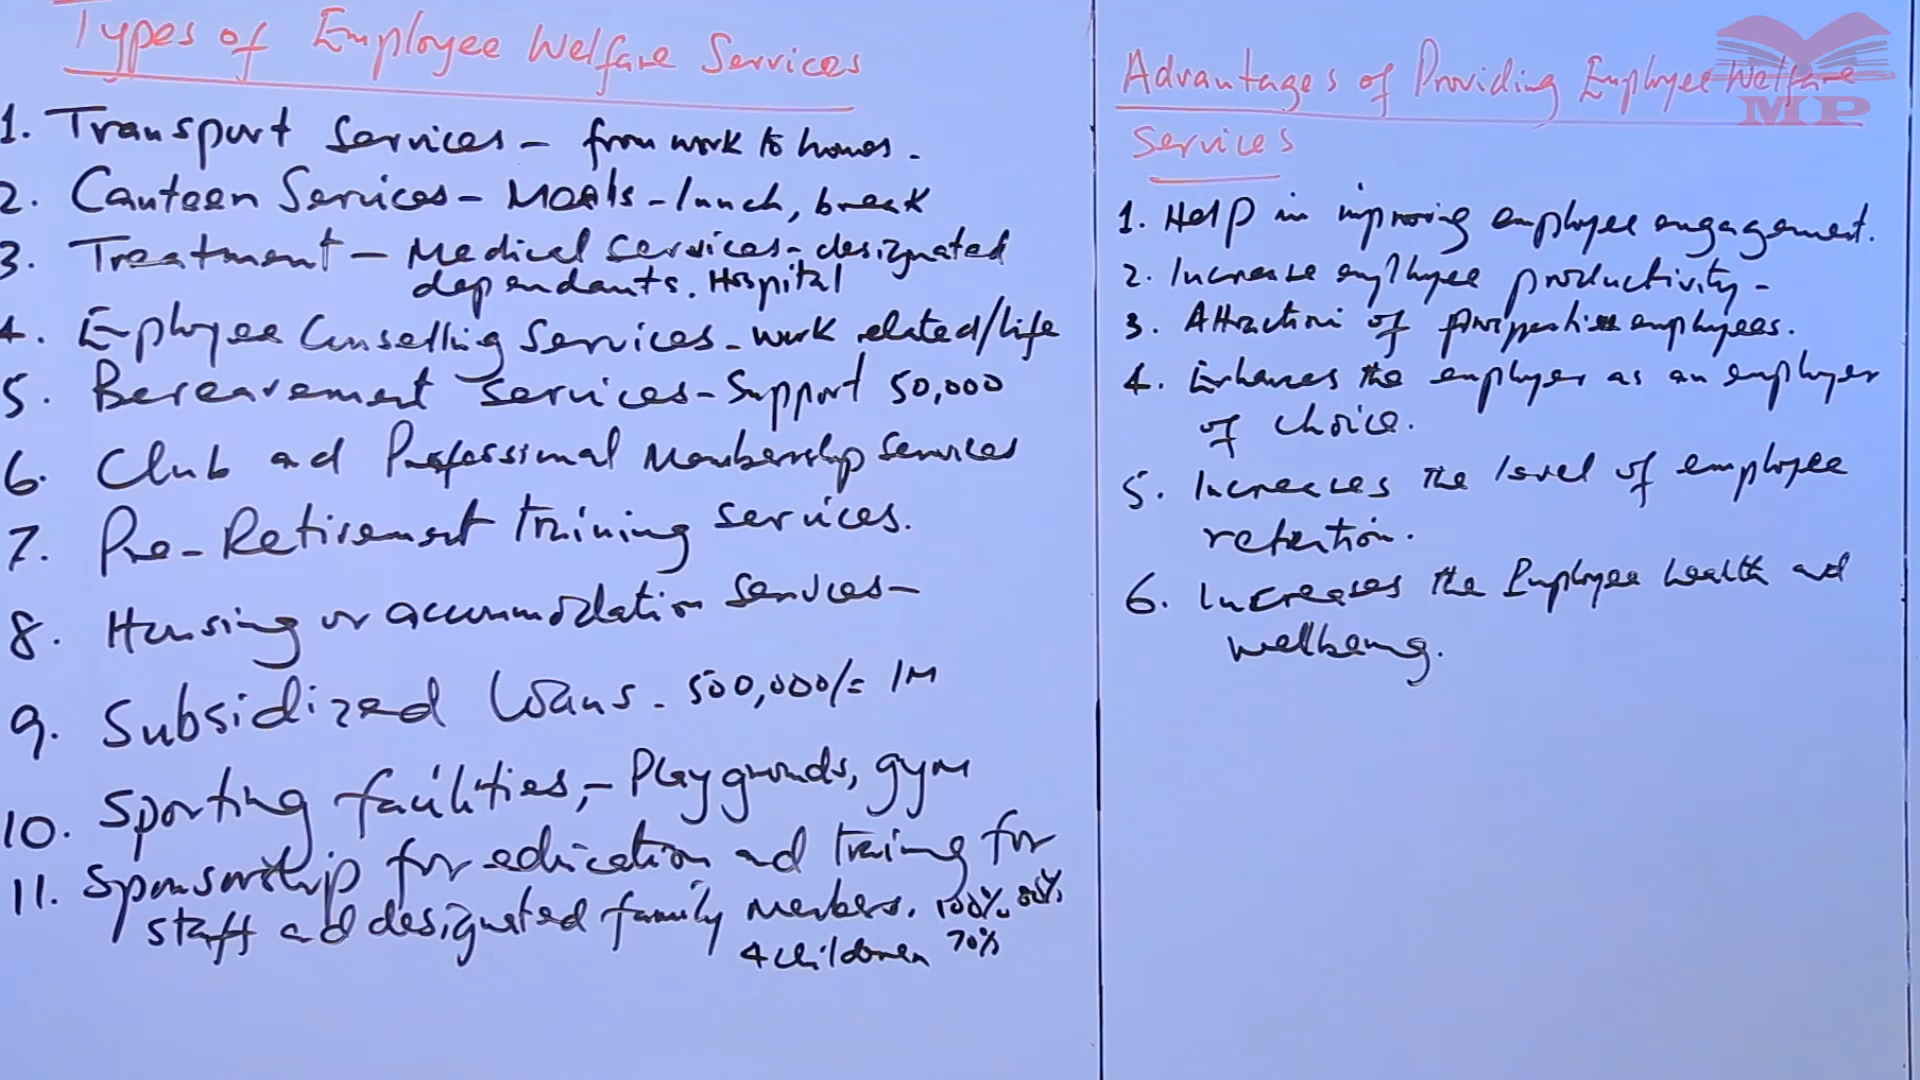 Types of Employee Welfare Services
1. Transport Services - from work to homes.
2. Canteen Services - Meals - lunch, break
3. Treatment - Medical Services - designated
dependants. Hospital
4. Employee Counselling Services - work related/life
5. Bereavement Services - Support 50,000
6. Club ad Professional Membership Services
7. Pre-Retirement Training Services.
8. Housing or accommodation Services -
9. Subsidized Loans - 500,000/= 1M
10. Sporting facilities, - Playgrounds, gym
11. Sponsorship for education ad training for
staff ad designated family members. 100%
4 children 70%
Advantages of Providing Employee Welfare
Services
1. Help in improving employee engagement.
2. Increase employee productivity -
3. Attraction of employees.
4. Enhances the employer as an employer
of choice.
5. Increases the level of employee
retention.
6. Increases the Employee health ad
wellbeing.
MP